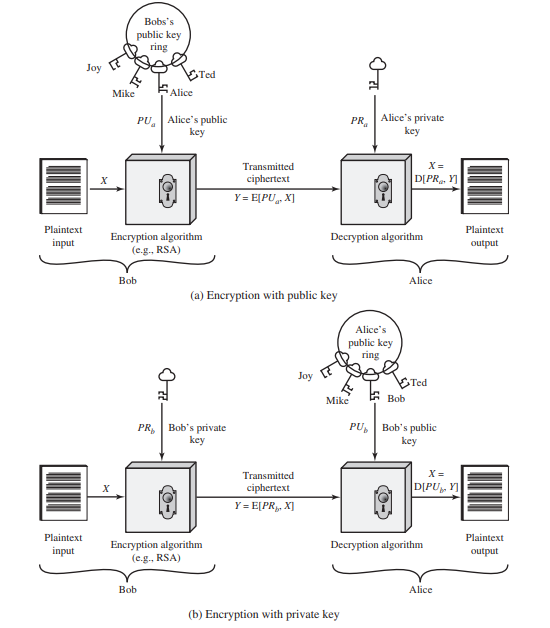 Bobs's
public key
ring
Joy
Ted
Mike
Alice
PUa Alice's public
key
PRa Alice's private
key
X
Transmitted
ciphertext
Y = E[PUa, X]
X =
D[PRa, Y]
Plaintext
input
Encryption algorithm
(e.g., RSA)
Decryption algorithm
Plaintext
output
Bob
Alice
(a) Encryption with public key
Alice's
public key
ring
Joy
Ted
Mike
Bob
PRb Bob's private
key
PUb Bob's public
key
X
Transmitted
ciphertext
Y = E[PRb, X]
X =
D[PUb, Y]
Plaintext
input
Encryption algorithm
(e.g., RSA)
Decryption algorithm
Plaintext
output
Bob
Alice
(b) Encryption with private key